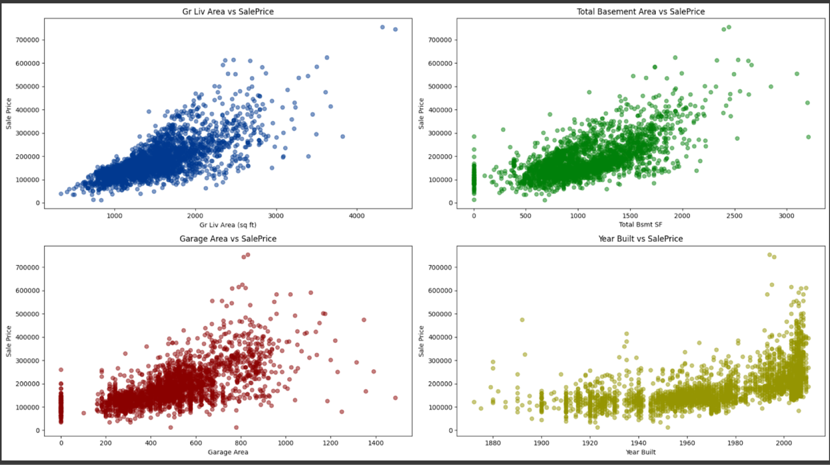 Gr Liv Area vs SalePrice
Sale Price
700000
600000
500000
400000
300000
200000
100000
0
1000 2000 3000 4000
Gr Liv Area (sq ft)
Total Basement Area vs SalePrice
Sale Price
700000
600000
500000
400000
300000
200000
100000
0
0 500 1000 1500 2000 2500 3000
Total Bsmt SF
Garage Area vs SalePrice
Sale Price
700000
600000
500000
400000
300000
200000
100000
0
0 200 400 600 800 1000 1200 1400
Garage Area
Year Built vs SalePrice
Sale Price
700000
600000
500000
400000
300000
200000
100000
0
1880 1900 1920 1940 1960 1980 2000
Year Built